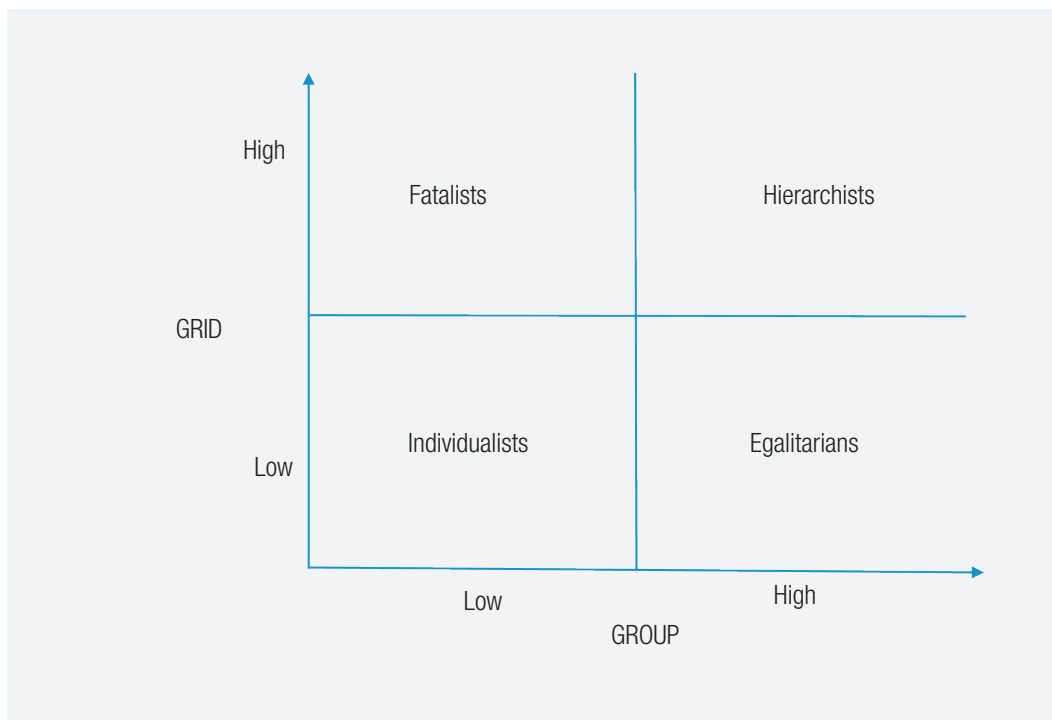 High
Fatalists
Hierarchists
GRID
Individualists
Egalitarians
Low
Low
High
GROUP